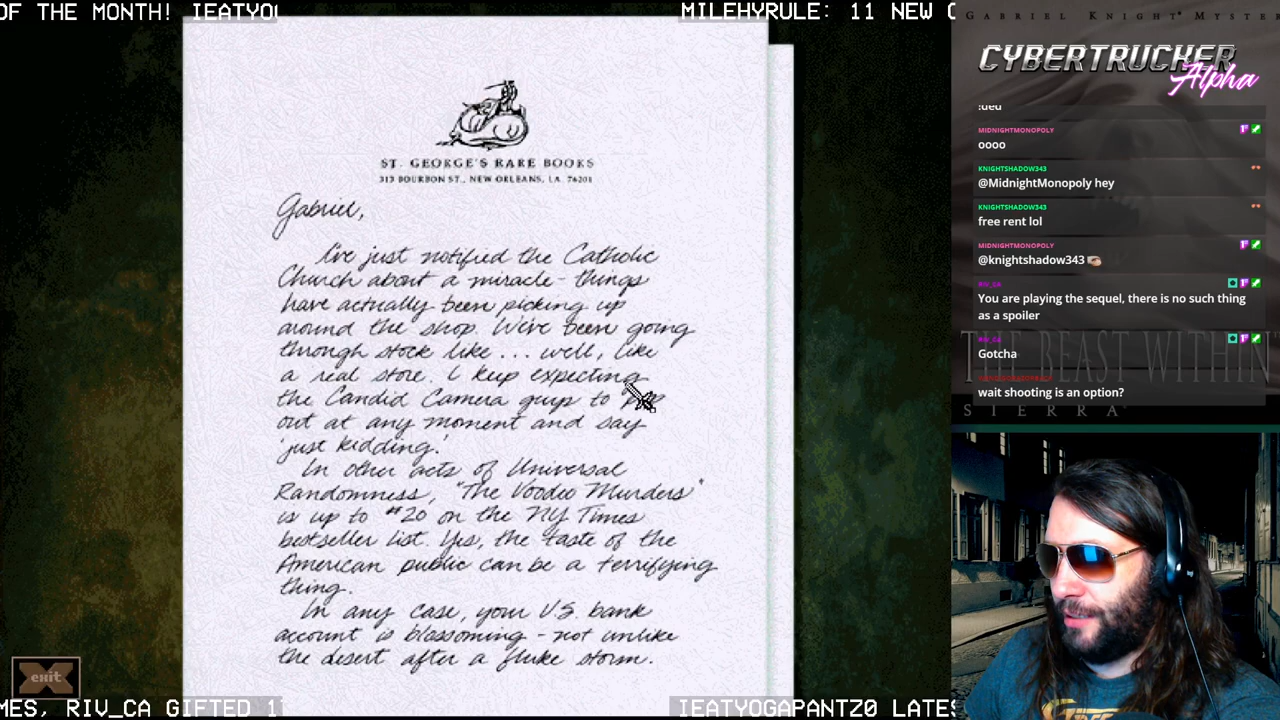 OF THE MONTH! IEATYO
MILEHYRULE: 11 NEW
ST. GEORGE'S RARE BOOKS
313 BOURBON ST., NEW ORLEANS, LA. 76201
Gabriel,
I've just notified the Catholic
Church about a miracle - things
have actually been picking up
around the shop. We've been going
through stock like ... well, like
a real store. I keep expecting
the Candid Camera guys to pop
out at any moment and say
'just kidding.'
In other acts of Universal
Randomness, "The Voodoo Murders"
is up to #20 on the NY Times
bestseller list. Yes, the taste of the
American public can be a terrifying
thing.
In any case, your U.S. bank
account is blossoming - not unlike
the desert after a fluke storm.
exit
MES, RIV_CA GIFTED 1
IEATYOGAPANTZ0 LATES
GABRIEL KNIGHT® MYSTER
CYBERTRUCKER
Alpha
:ded
MIDNIGHTMONOPOLY
oooo
KNIGHTSHADOW343
@MidnightMonopoly hey
KNIGHTSHADOW343
free rent lol
MIDNIGHTMONOPOLY
@knightshadow343
RIV_CA
You are playing the sequel, there is no such thing
as a spoiler
RIV_CA
Gotcha
wait shooting is an option?
THE BEAST WITHIN
SIERRA